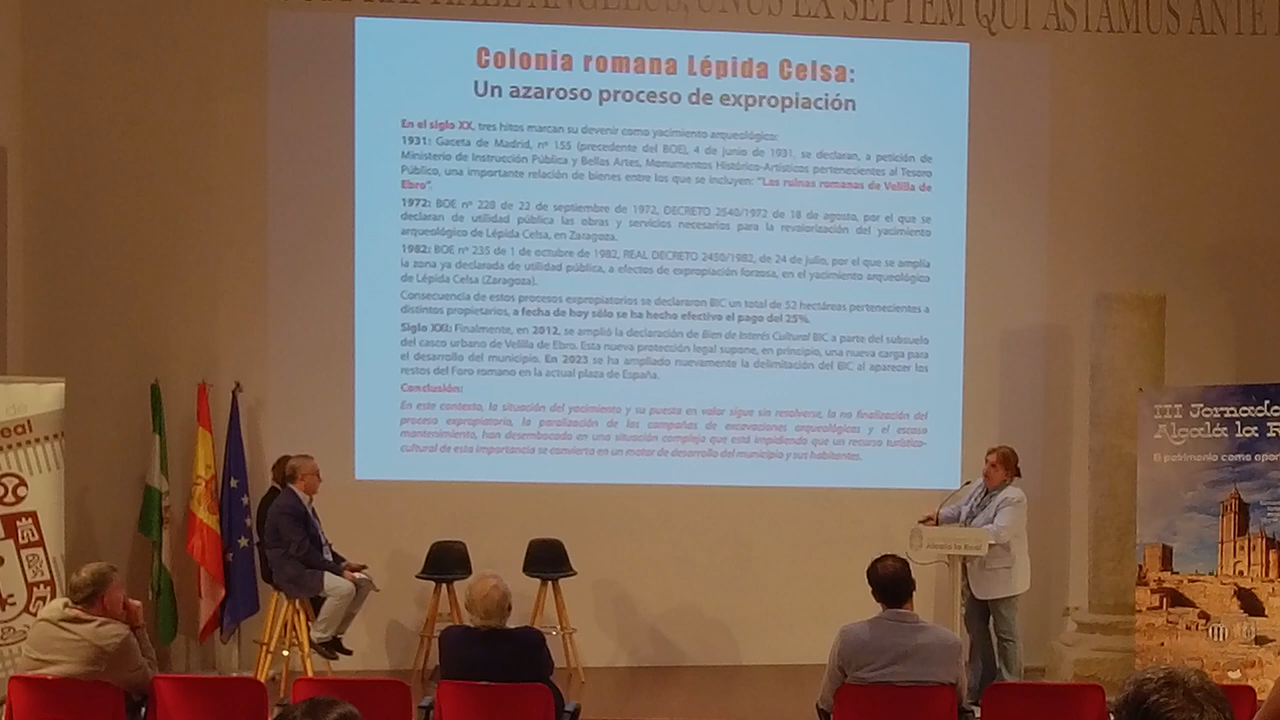 RAPHAEL ANGELUS, UNUS EX SEPTEM QUI ASTAMUS ANTE
Colonia romana Lépida Celsa:
Un azaroso proceso de expropiación
En el siglo XX, tres hitos marcan su devenir como yacimiento arqueológico:
1931: Gaceta de Madrid, nº 155 (precedente del BOE), 4 de junio de 1931, se declaran, a petición de
Ministerio de Instrucción Pública y Bellas Artes, Monumentos Histórico-Artísticos pertenecientes al Tesoro
Público, una importante relación de bienes entre los que se incluyen: "Las ruinas romanas de Velilla de
Ebro".
1972: BOE nº 228 de 22 de septiembre de 1972, DECRETO 2540/1972 de 18 de agosto, por el que se
declaran de utilidad pública las obras y servicios necesarios para la revalorización del yacimiento
arqueológico de Lépida Celsa, en Zaragoza.
1982: BOE nº 235 de 1 de octubre de 1982, REAL DECRETO 2450/1982, de 24 de julio, por el que se amplía
la zona ya declarada de utilidad pública, a efectos de expropiación forzosa, en el yacimiento arqueológico
de Lépida Celsa (Zaragoza).
Consecuencia de estos procesos expropiatorios se declararon BIC un total de 52 hectáreas pertenecientes a
distintos propietarios, a fecha de hoy sólo se ha hecho efectivo el pago del 25%.
Siglo XXI: Finalmente, en 2012, se amplió la declaración de Bien de Interés Cultural BIC a parte del subsuelo
del casco urbano de Velilla de Ebro. Esta nueva protección legal supone, en principio, una nueva carga para
el desarrollo del municipio. En 2023 se ha ampliado nuevamente la delimitación del BIC al aparecer los
restos del Foro romano en la actual plaza de España.
Conclusión:
En este contexto, la situación del yacimiento y su puesta en valor sigue sin resolverse, la no finalización del
proceso expropiatorio, la paralización de las campañas de excavaciones arqueológicas y el escaso
mantenimiento, han desembocado en una situación compleja que está impidiendo que un recurso turístico-
cultural de esta importancia se convierta en un motor de desarrollo del municipio y sus habitantes.
de
eal
Alcalá la Real
III Jornada
Alcalá la R
El patrimonio como opor